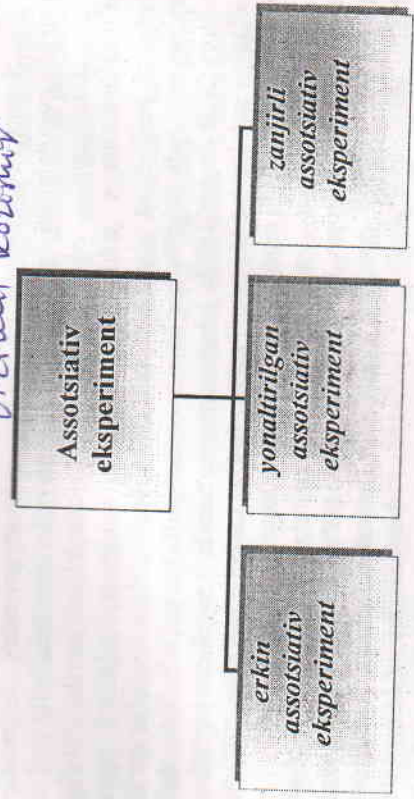 Assotsiativ
eksperiment
erkin
assotsiativ
eksperiment
yonaltirilgan
assotsiativ
eksperiment
zanjirli
assotsiativ
eksperiment